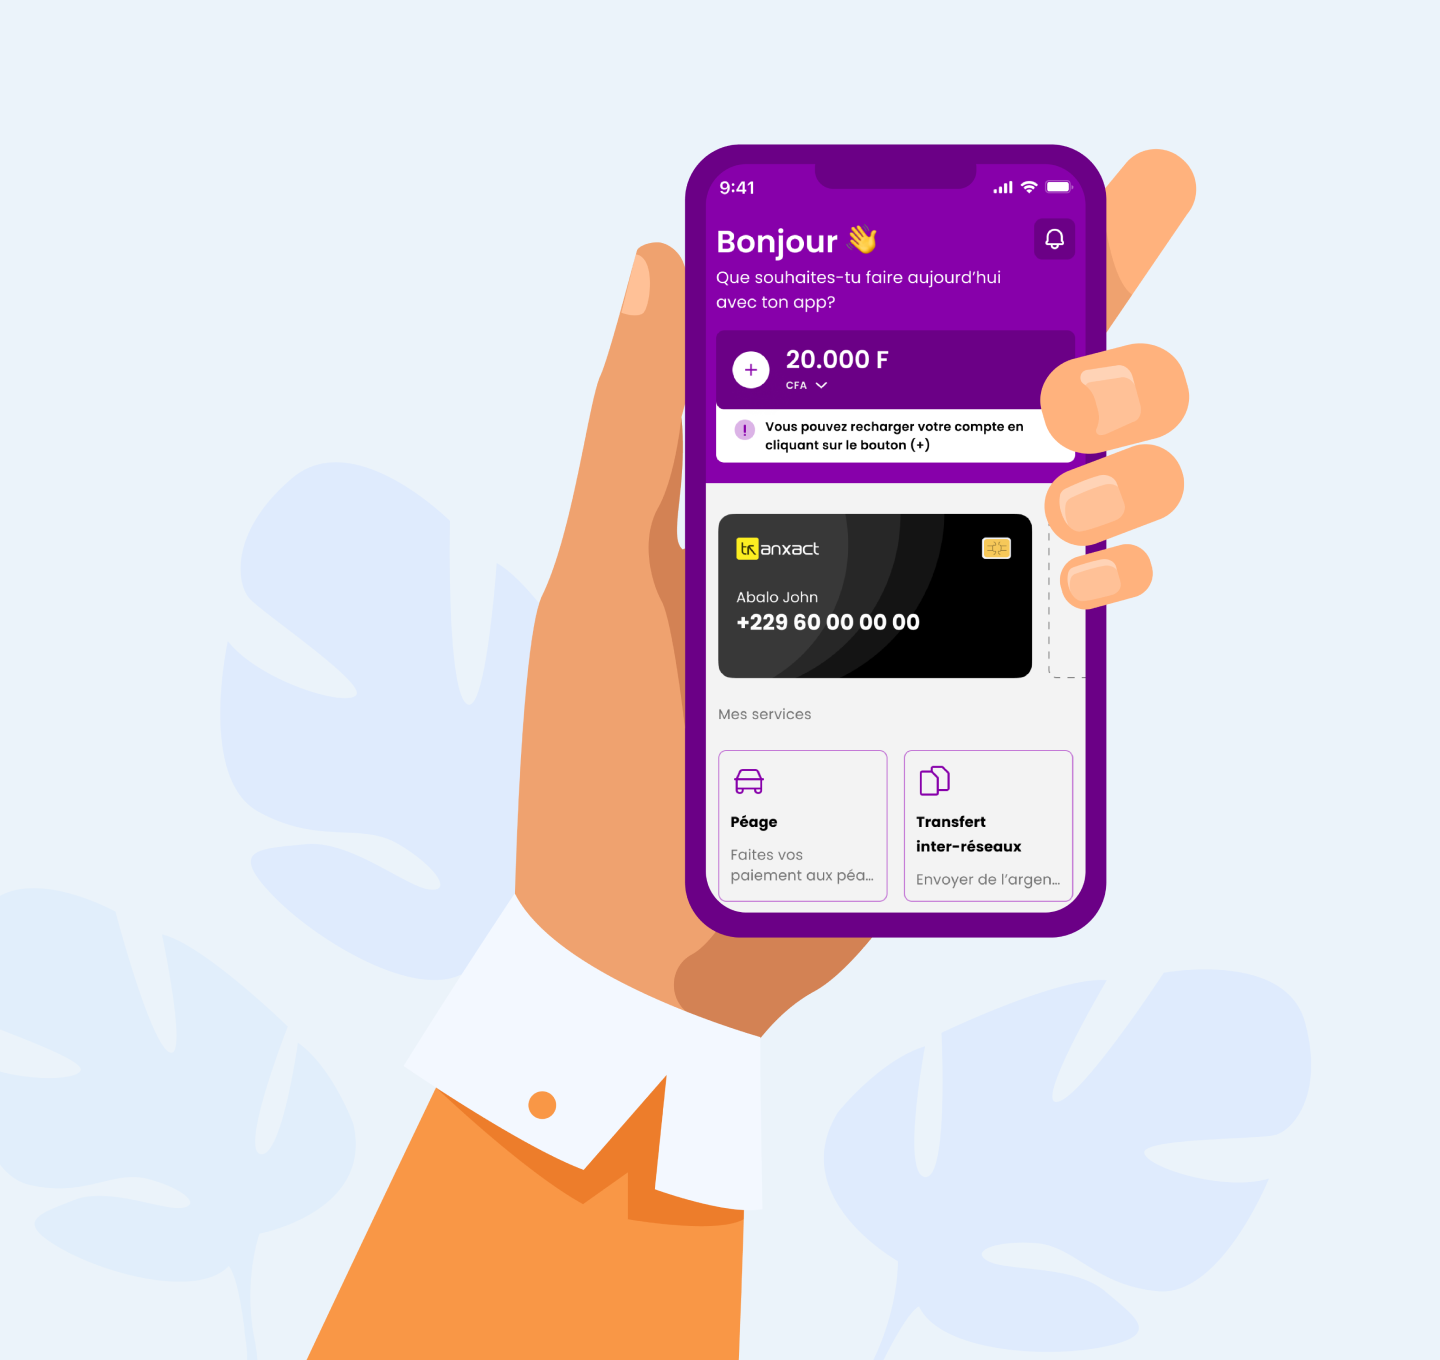 9:41
Bonjour 👋
Que souhaites-tu faire aujourd'hui
avec ton app?
20.000 F
CFA
Vous pouvez recharger votre compte en
cliquant sur le bouton (+)
tranxact
Abalo John
+229 60 00 00 00
Mes services
Péage
Faites vos
paiement aux péa...
Transfert
inter-réseaux
Envoyer de l'argen...